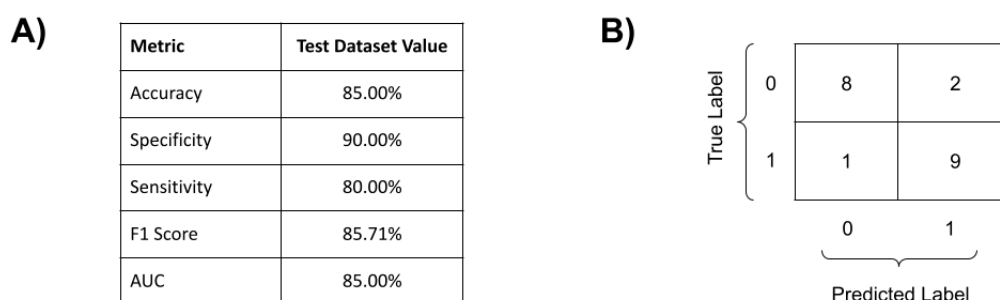 A)
Metric Test Dataset Value
Accuracy 85.00%
Specificity 90.00%
Sensitivity 80.00%
F1 Score 85.71%
AUC 85.00%
B)
True Label
0 8 2
1 1 9
0 1
Predicted Label